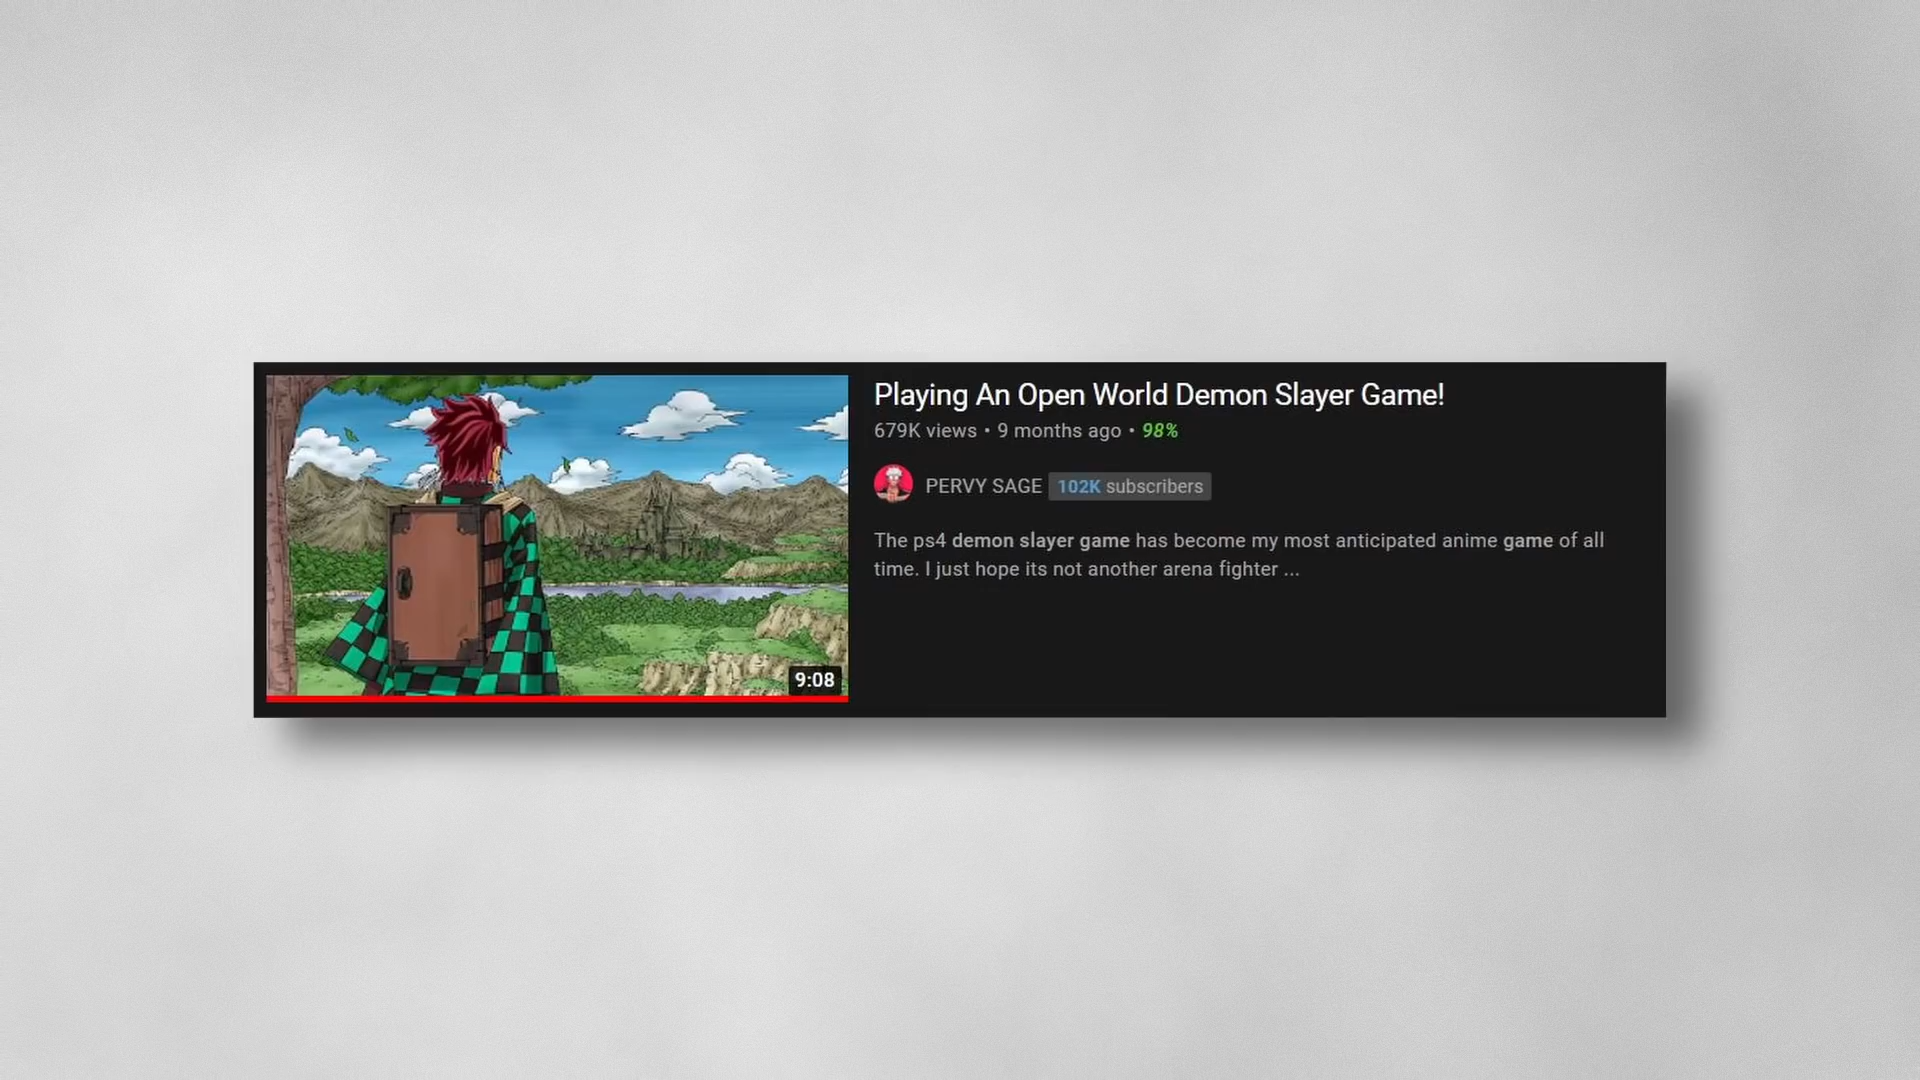 Playing An Open World Demon Slayer Game!
679K views • 9 months ago • 98%
PERVY SAGE 102K subscribers
The ps4 demon slayer game has become my most anticipated anime game of all
time. I just hope its not another arena fighter ...
9:08